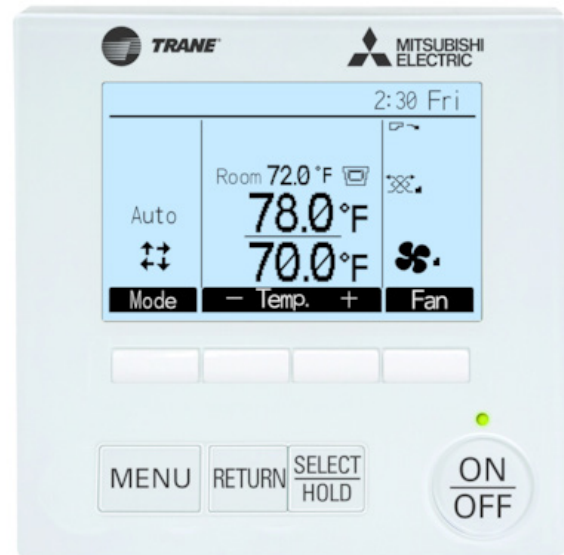 TRANE
MITSUBISHI
ELECTRIC
2:30 Fri
Room 72.0°F
78.0°F
Auto
70.0°F
Mode
− Temp. +
Fan
MENU
RETURN
SELECT
HOLD
ON
OFF